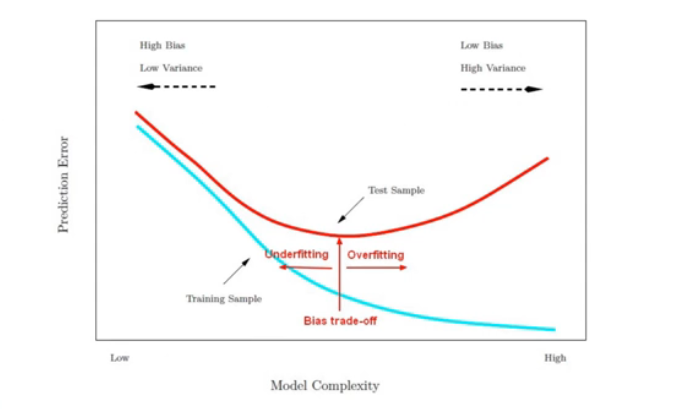 High Bias
Low Variance
Low Bias
High Variance
Prediction Error
Test Sample
Underfitting
Overfitting
Training Sample
Bias trade-off
Low
High
Model Complexity